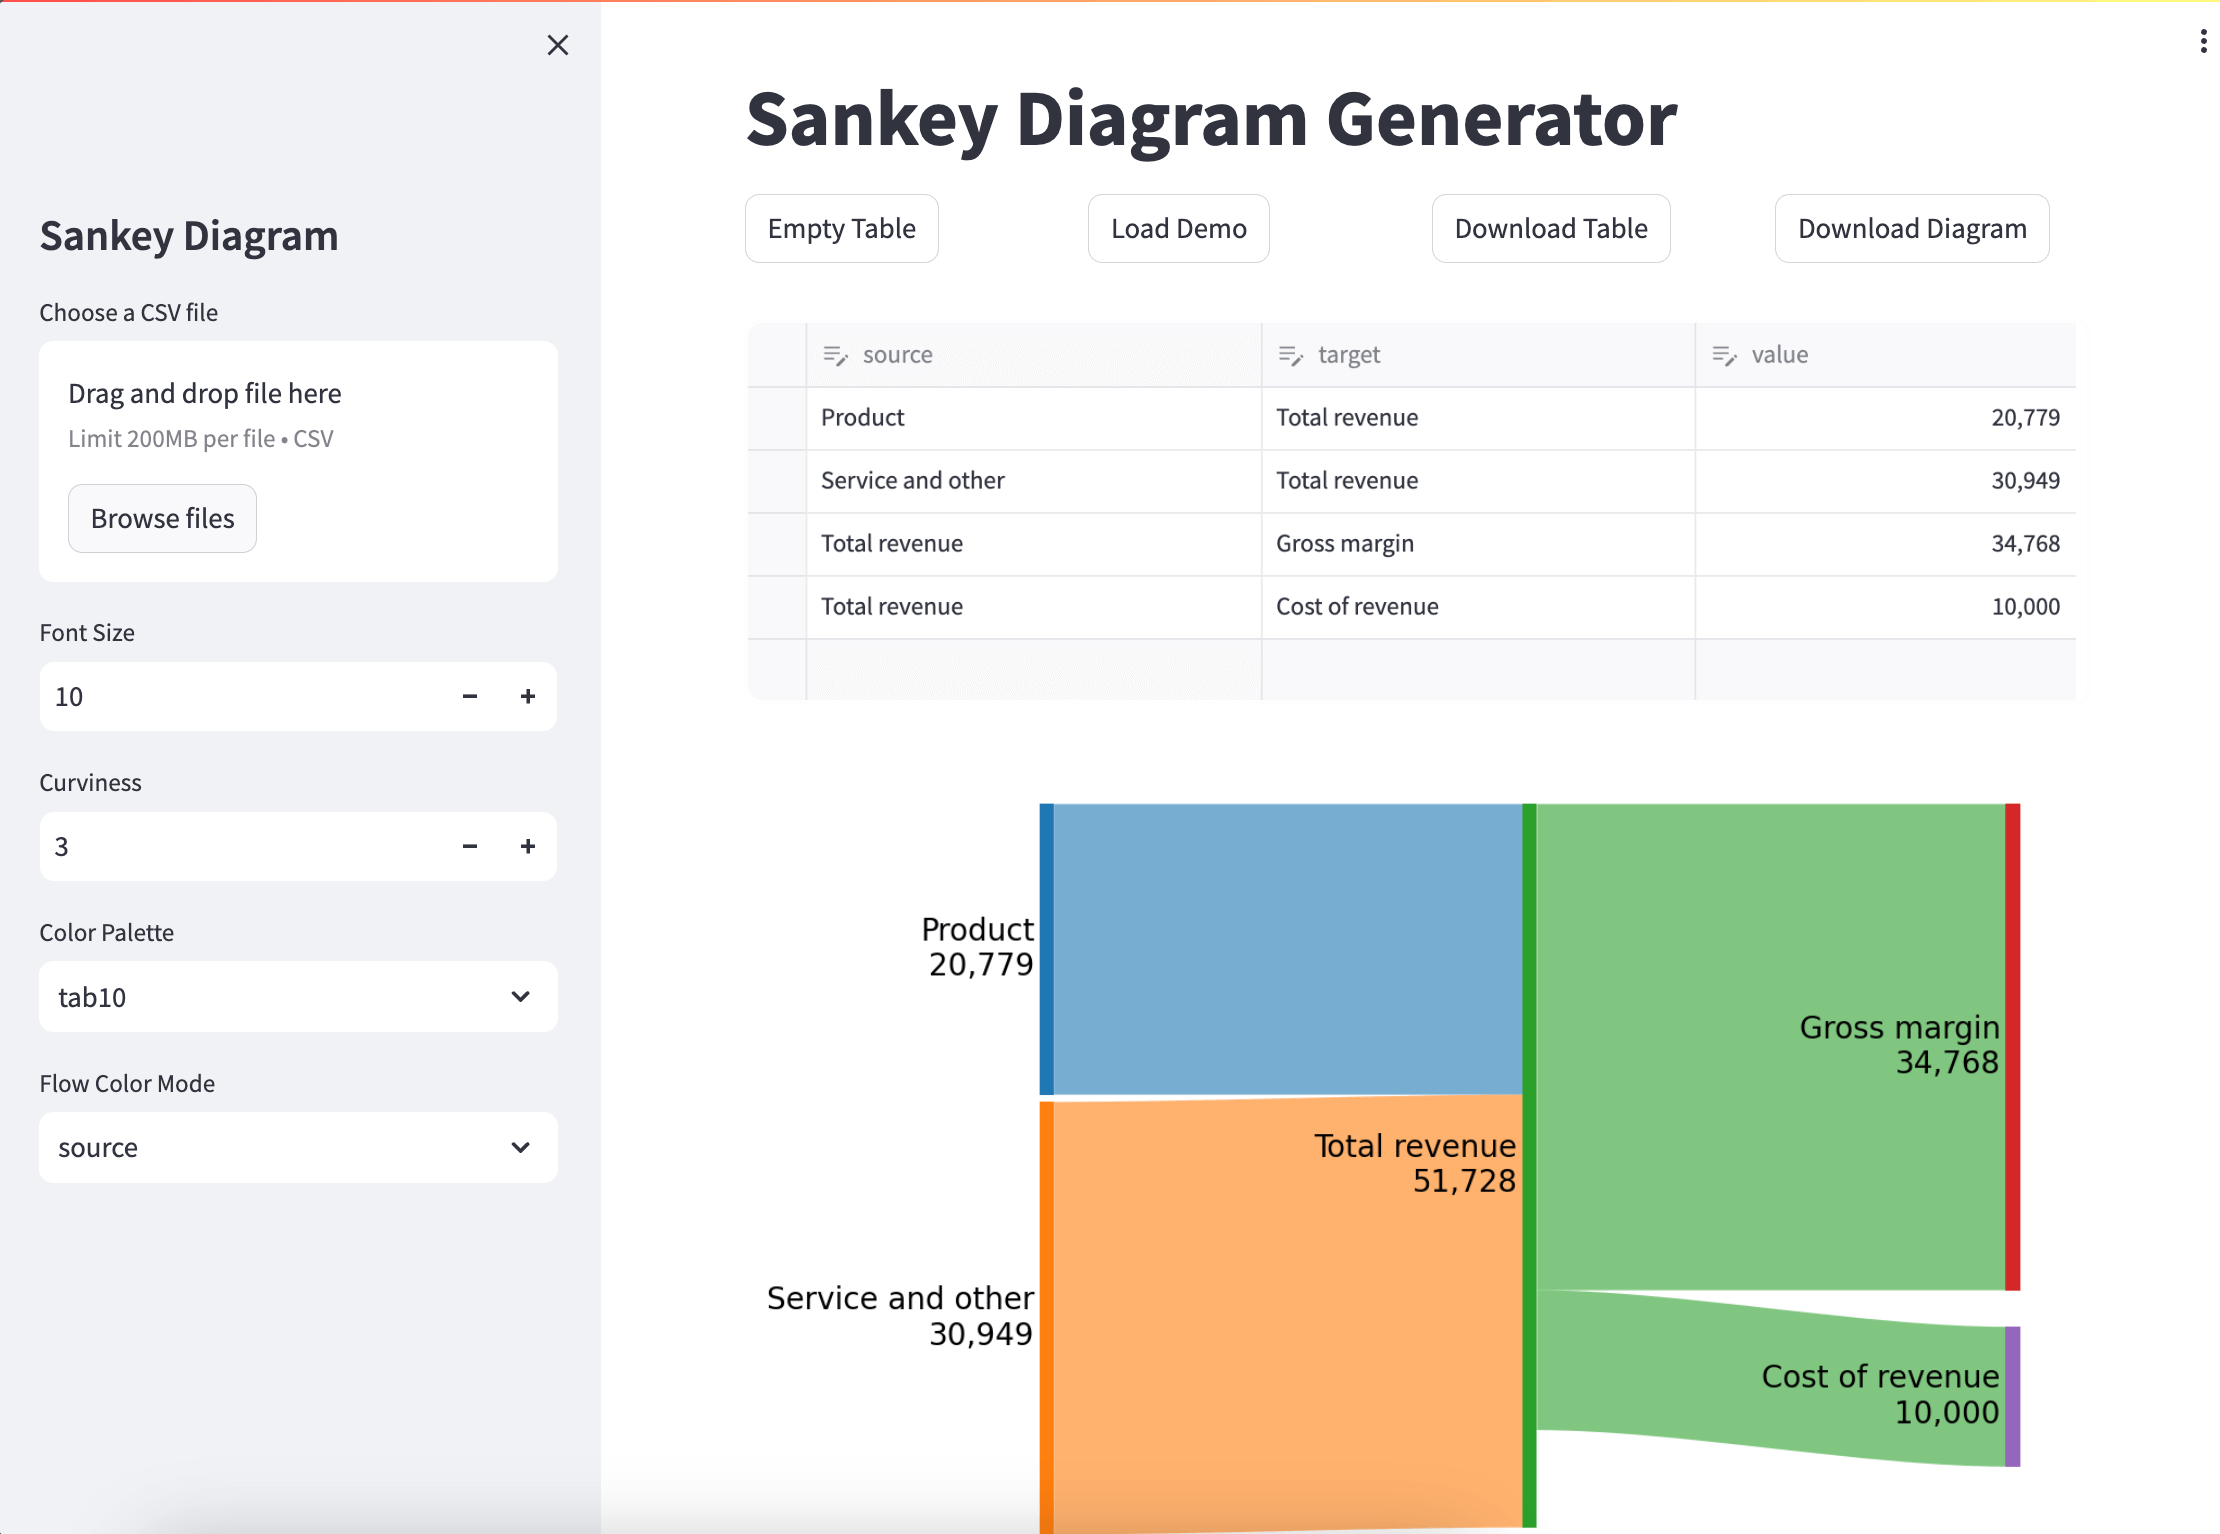 Sankey Diagram
Choose a CSV file
Drag and drop file here
Limit 200MB per file • CSV
Browse files
Font Size
10
Curviness
3
Color Palette
tab10
Flow Color Mode
source
Sankey Diagram Generator
Empty Table Load Demo Download Table Download Diagram
source target value
Product Total revenue 20,779
Service and other Total revenue 30,949
Total revenue Gross margin 34,768
Total revenue Cost of revenue 10,000
Product
20,779
Gross margin
34,768
Total revenue
51,728
Service and other
30,949
Cost of revenue
10,000